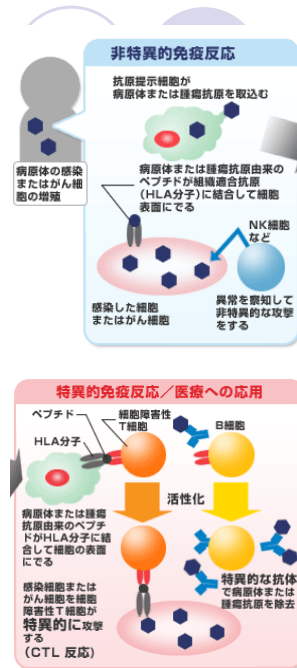 非特異的免疫反応
抗原提示細胞が
病原体または腫瘍抗原を取込む
病原体の感染
またはがん細
胞の増殖
病原体または腫瘍抗原由来の
ペプチドが組織適合抗原
(HLA分子)に結合して細胞
表面にでる
NK細胞
など
感染した細胞
またはがん細胞
異常を察知して
非特異的な攻撃
をする
特異的免疫反応/医療への応用
ペプチド
細胞障害性
T細胞
B細胞
HLA分子
活性化
病原体または腫瘍
抗原由来のペプチ
ドがHLA分子に結
合して細胞の表面
にでる
特異的な抗体
で病原体または
腫瘍抗原を除去
感染細胞または
がん細胞を細胞
障害性T細胞が
特異的に攻撃
する
(CTL 反応)